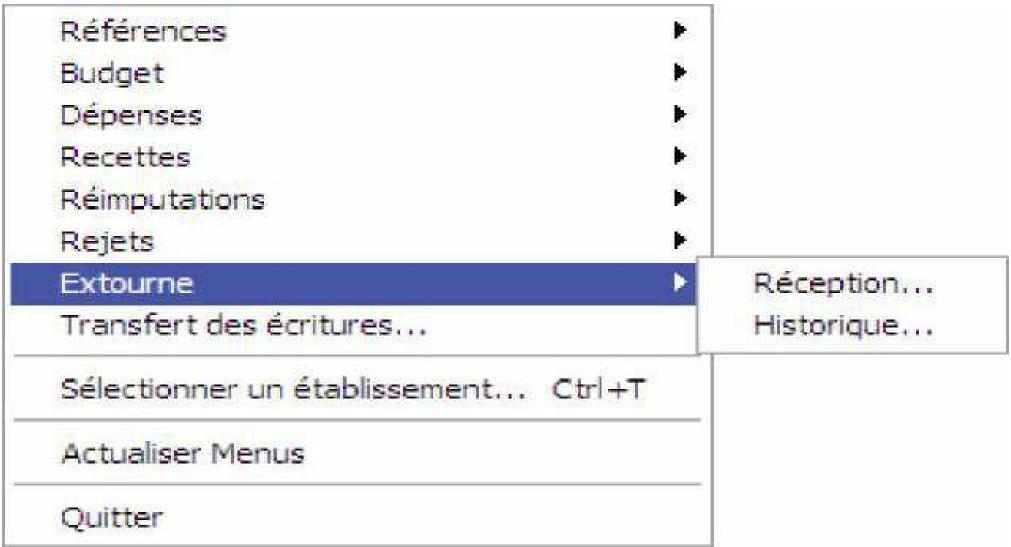 Références
Budget
Dépenses
Recettes
Réimputations
Rejets
Extourne
Réception...
Historique...
Transfert des écritures...
Sélectionner un établissement... Ctrl+T
Actualiser Menus
Quitter